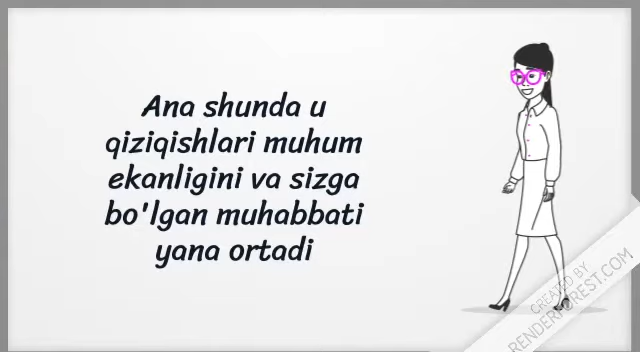 Ana shunda u
qiziqishlari muhum
ekanligini va sizga
bo'lgan muhabbati
yana ortadi
CREATED BY
RENDERFOREST.COM